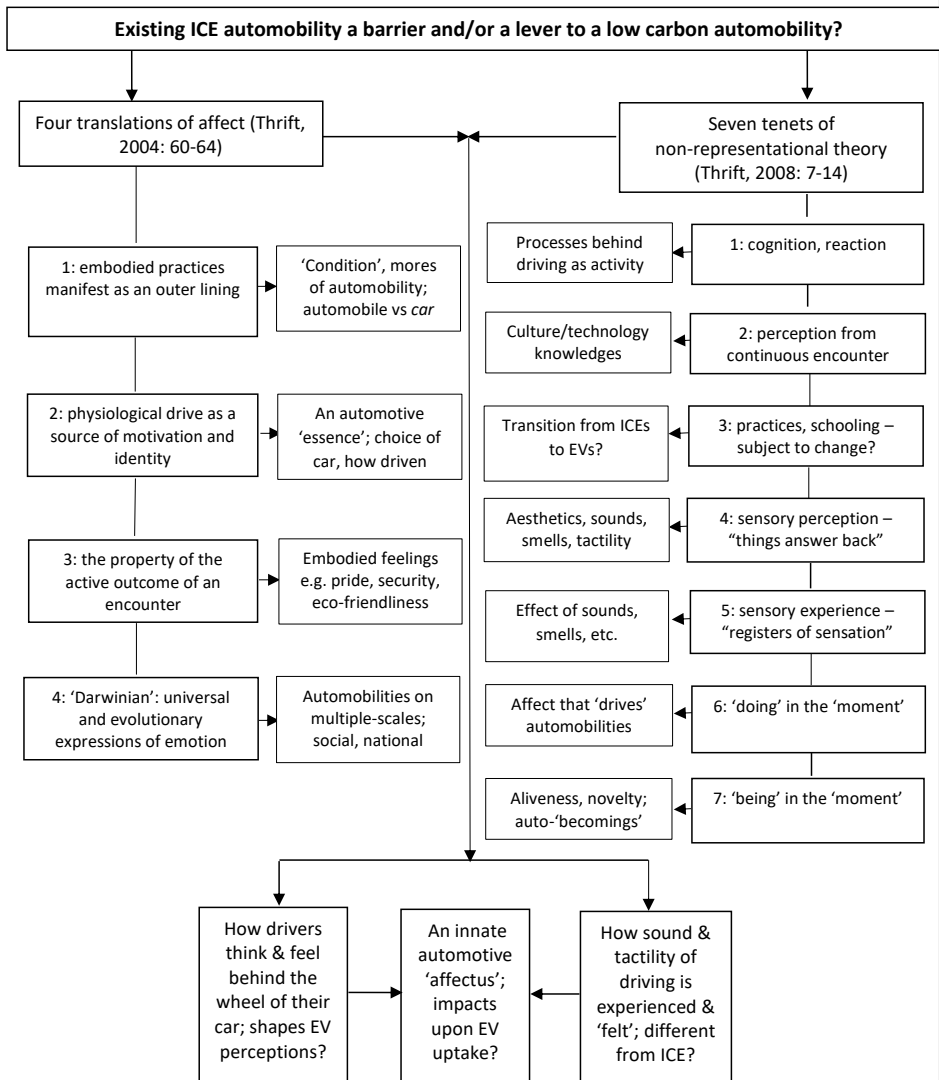 Existing ICE automobility a barrier and/or a lever to a low carbon automobility?
Four translations of affect (Thrift,
2004: 60-64)
Seven tenets of
non-representational theory
(Thrift, 2008: 7-14)
1: embodied practices
manifest as an outer lining
‘Condition’, mores
of automobility;
automobile vs car
2: physiological drive as a
source of motivation and
identity
An automotive
‘essence’; choice of
car, how driven
3: the property of the
active outcome of an
encounter
Embodied feelings
e.g. pride, security,
eco-friendliness
4: ‘Darwinian’: universal
and evolutionary
expressions of emotion
Automobilities on
multiple-scales;
social, national
Processes behind
driving as activity
1: cognition, reaction
Culture/technology
knowledges
2: perception from
continuous encounter
Transition from ICEs
to EVs?
3: practices, schooling –
subject to change?
Aesthetics, sounds,
smells, tactility
4: sensory perception –
“things answer back”
Effect of sounds,
smells, etc.
5: sensory experience –
“registers of sensation”
Affect that ‘drives’
automobilities
6: ‘doing’ in the ‘moment’
Aliveness, novelty;
auto-‘becomings’
7: ‘being’ in the ‘moment’
How drivers
think & feel
behind the
wheel of their
car; shapes EV
perceptions?
An innate
automotive
‘affectus’;
impacts
upon EV
uptake?
How sound &
tactility of
driving is
experienced &
‘felt’; different
from ICE?